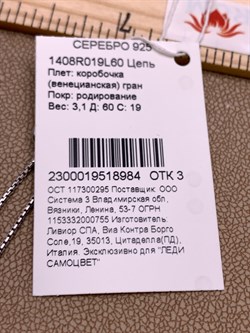 4
СЕРЕБРО 925
1408R019L60 Цепь
Плет: коробочка
(венецианская) гран
Покр: родирование
Вес: 3,1 Д: 60 С: 19
2300019518984 ОТК 3
ОСТ 117300295 Поставщик: ООО
Система 3 Владимирская обл,
Вязники, Ленина, 53-7 ОГРН
1153332000755 Изготовитель:
Ливиор СПА, Виа Контра Борго
Соле,19, 35013, Цитаделла(ПД),
Италия. Эксклюзивно для "ЛЕДИ
САМОЦВЕТ"